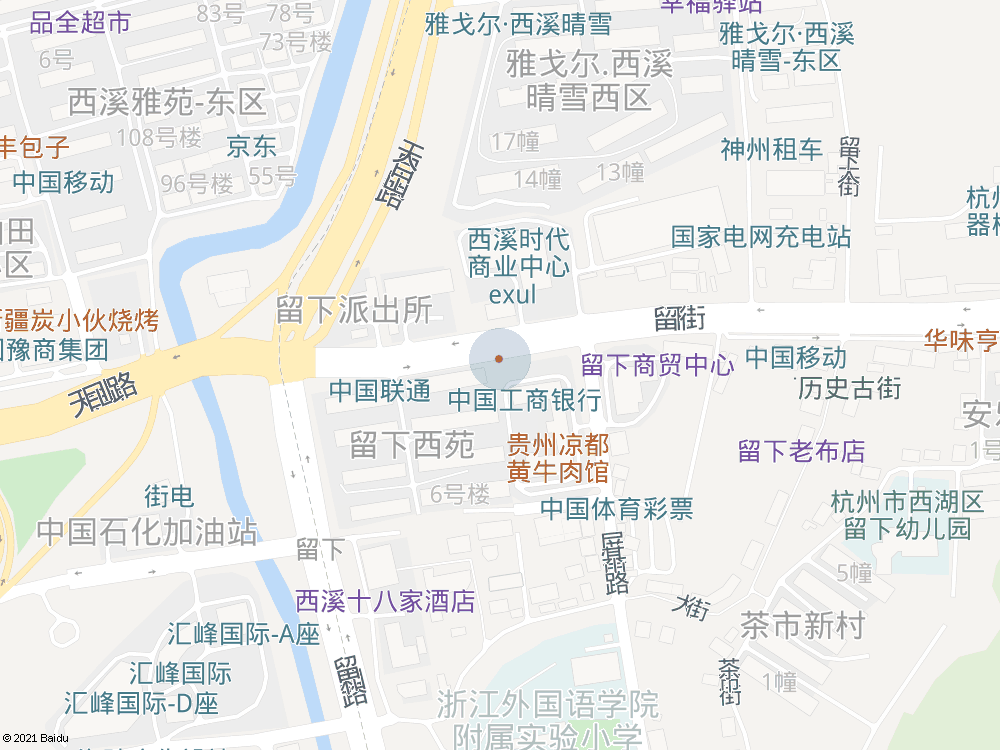 品全超市
83号
78号
73号楼
6号
雅戈尔·西溪晴雪
幸福驿站
雅戈尔·西溪
晴雪-东区
雅戈尔.西溪
晴雪西区
西溪雅苑-东区
108号楼
京东
丰包子
17幢
神州租车
中国移动
96号楼
55号
14幢
13幢
留下大街
天目山路
杭州
器材
田
区
西溪时代
商业中心
exul
国家电网充电站
留下派出所
疆炭小伙烧烤
豫商集团
留下街
华味亨
留下商贸中心
中国移动
天目山路
中国联通
中国工商银行
历史古街
安乐
留下西苑
贵州凉都
黄牛肉馆
留下老布店
1号
6号楼
街电
中国体育彩票
杭州市西湖区
留下幼儿园
中国石化加油站
留下
5幢
西溪十八家酒店
大街
茶市新村
汇峰国际-A座
汇峰国际
汇峰国际-D座
茶市街
1幢
浙江外国语学院
附属实验小学
© 2021 Baidu